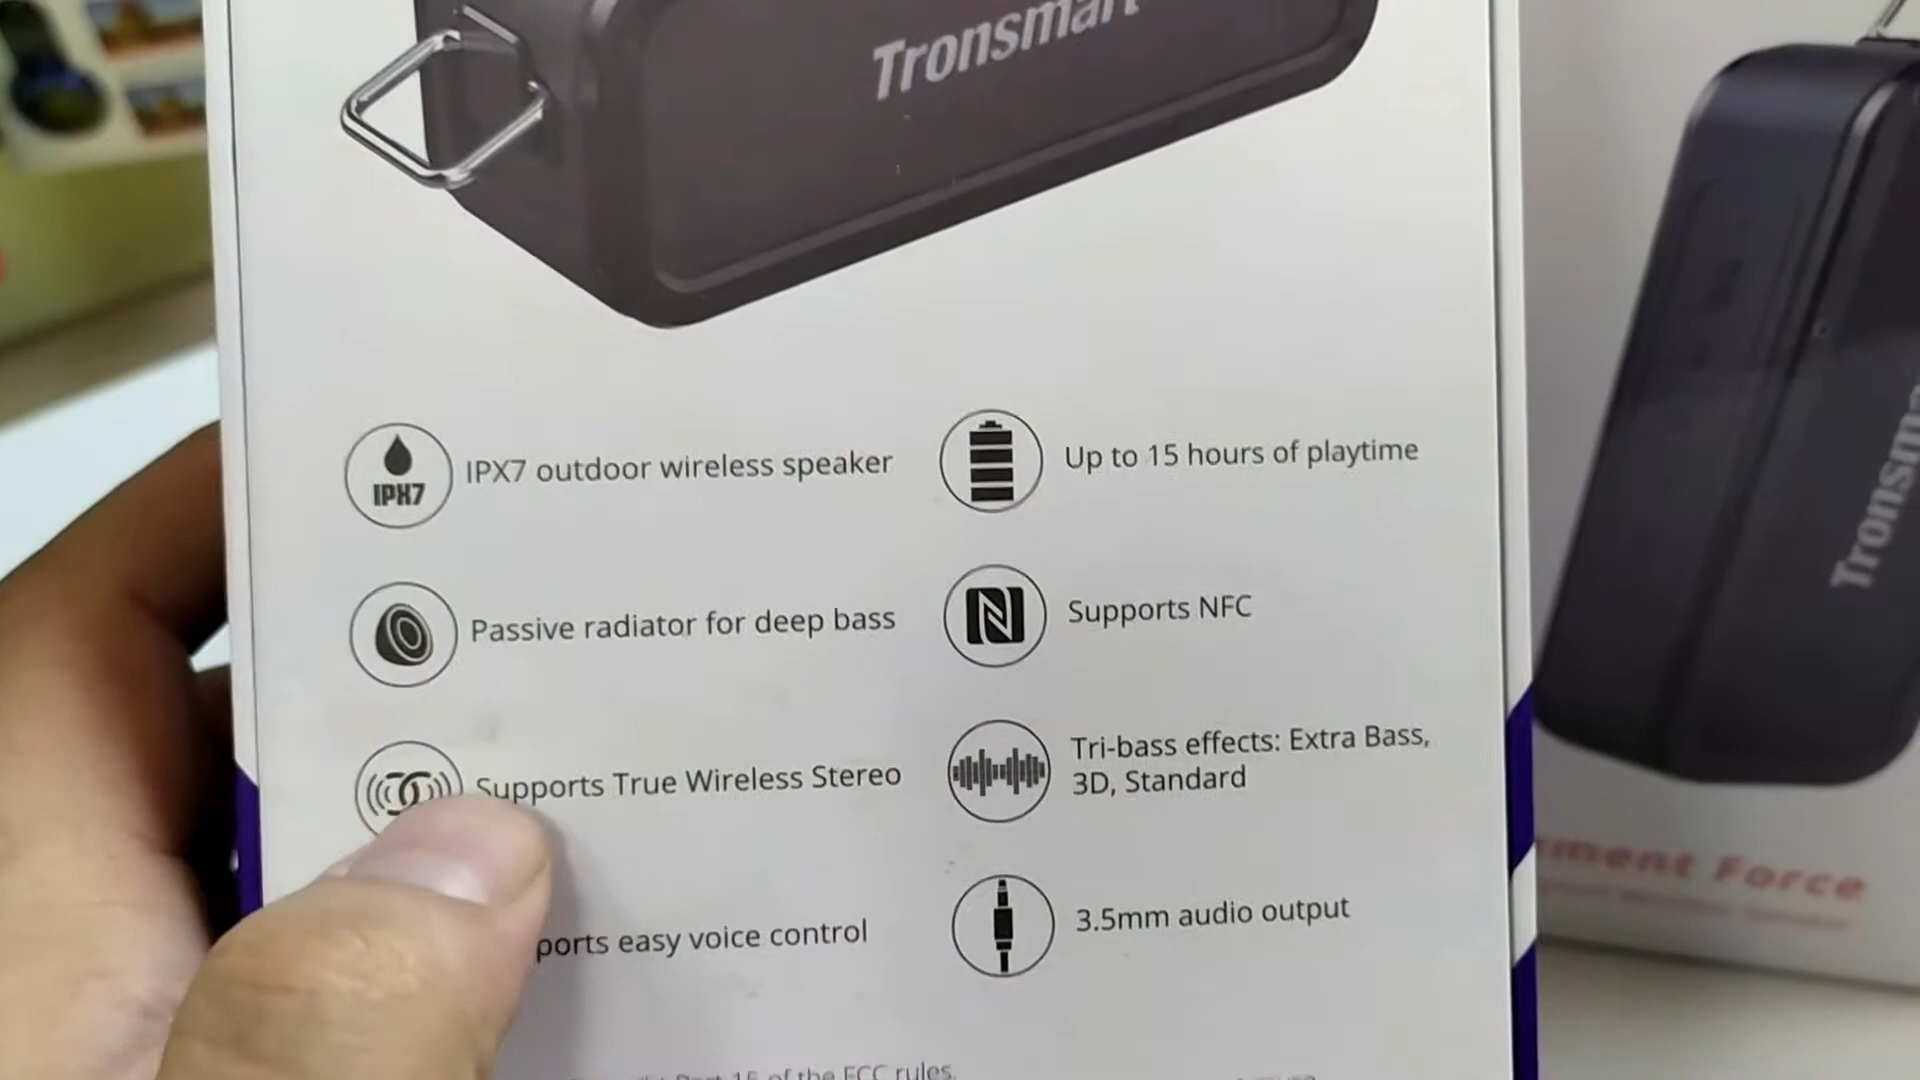 Tronsmart
IPX7
IPX7 outdoor wireless speaker
Up to 15 hours of playtime
Passive radiator for deep bass
Supports NFC
Supports True Wireless Stereo
Tri-bass effects: Extra Bass,
3D, Standard
ports easy voice control
3.5mm audio output
Part 15 of the FCC rules.
Tronsma
ment Force